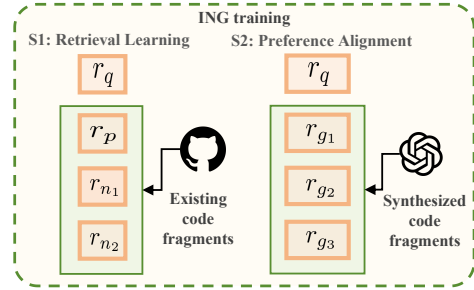 ING training
S1: Retrieval Learning
r_q
r_p
r_{n_1}
r_{n_2}
Existing
code
fragments
S2: Preference Alignment
r_q
r_{g_1}
r_{g_2}
r_{g_3}
Synthesized
code
fragments